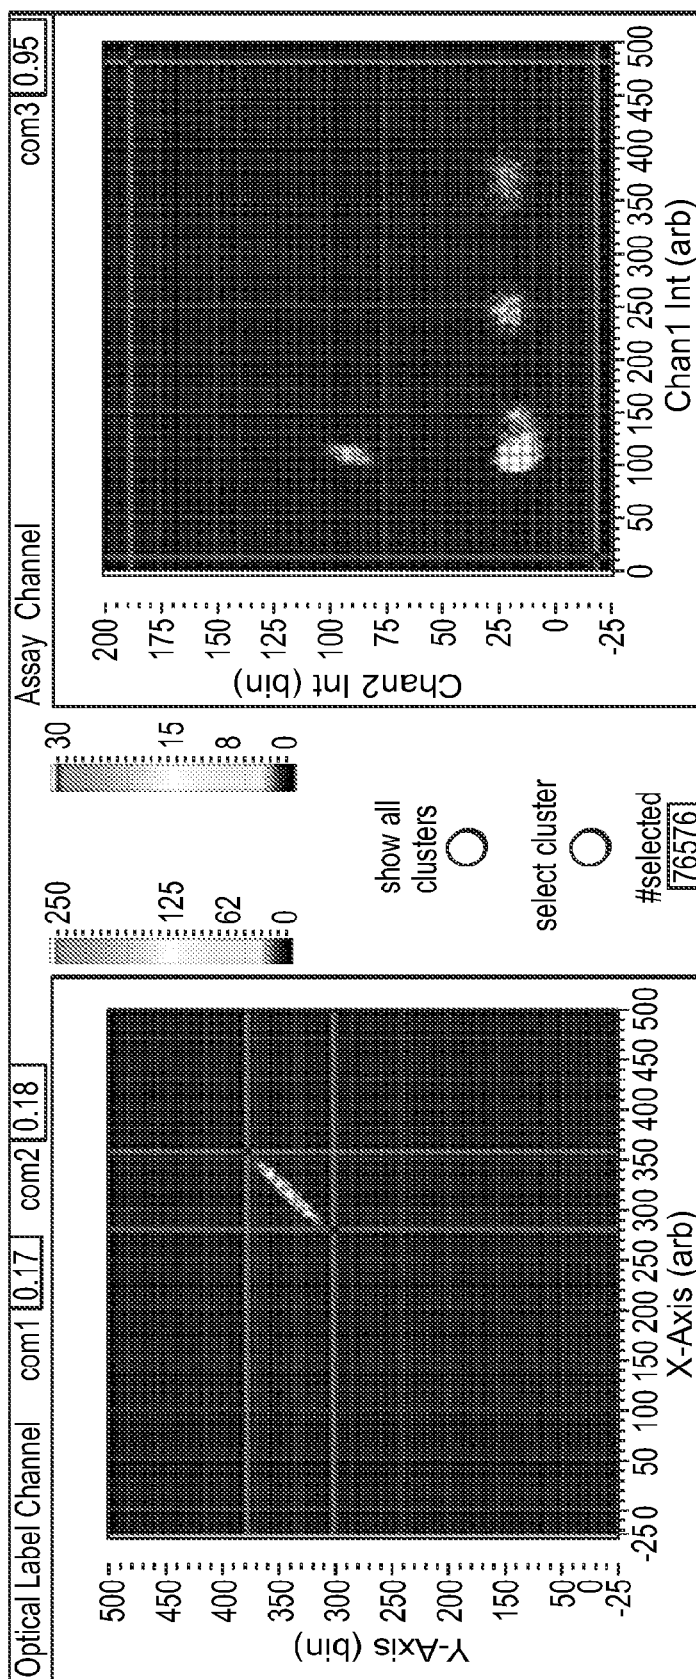 Optical Label Channel com1 0.17 com2 0.18
Y-Axis (bin)
500
400
350
300
250
200
150
100
50
0
-25
-250 0 50 100 150 200 250 300 350 400 450 500
X-Axis (arb)
250
125
62
0
30
15
8
0
show all
clusters
select cluster
#selected
76576
Assay Channel com3 0.95
Chan2 Int (bin)
200
175
150
125
100
75
50
20
0
-25
0 50 100 150 200 250 300 350 400 450 500
Chan1 Int (arb)